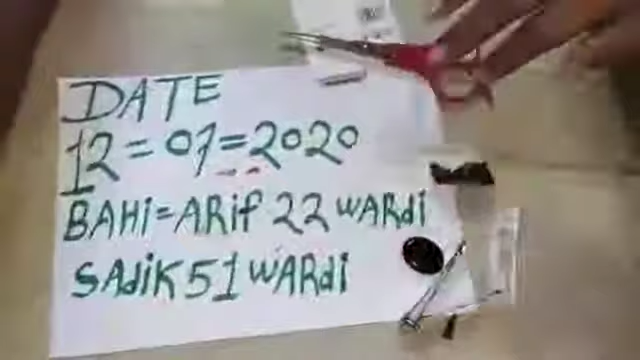 DATE
12=07=2020
BAHi=ARif 22 WARdi
SAdiK 51 WARdi